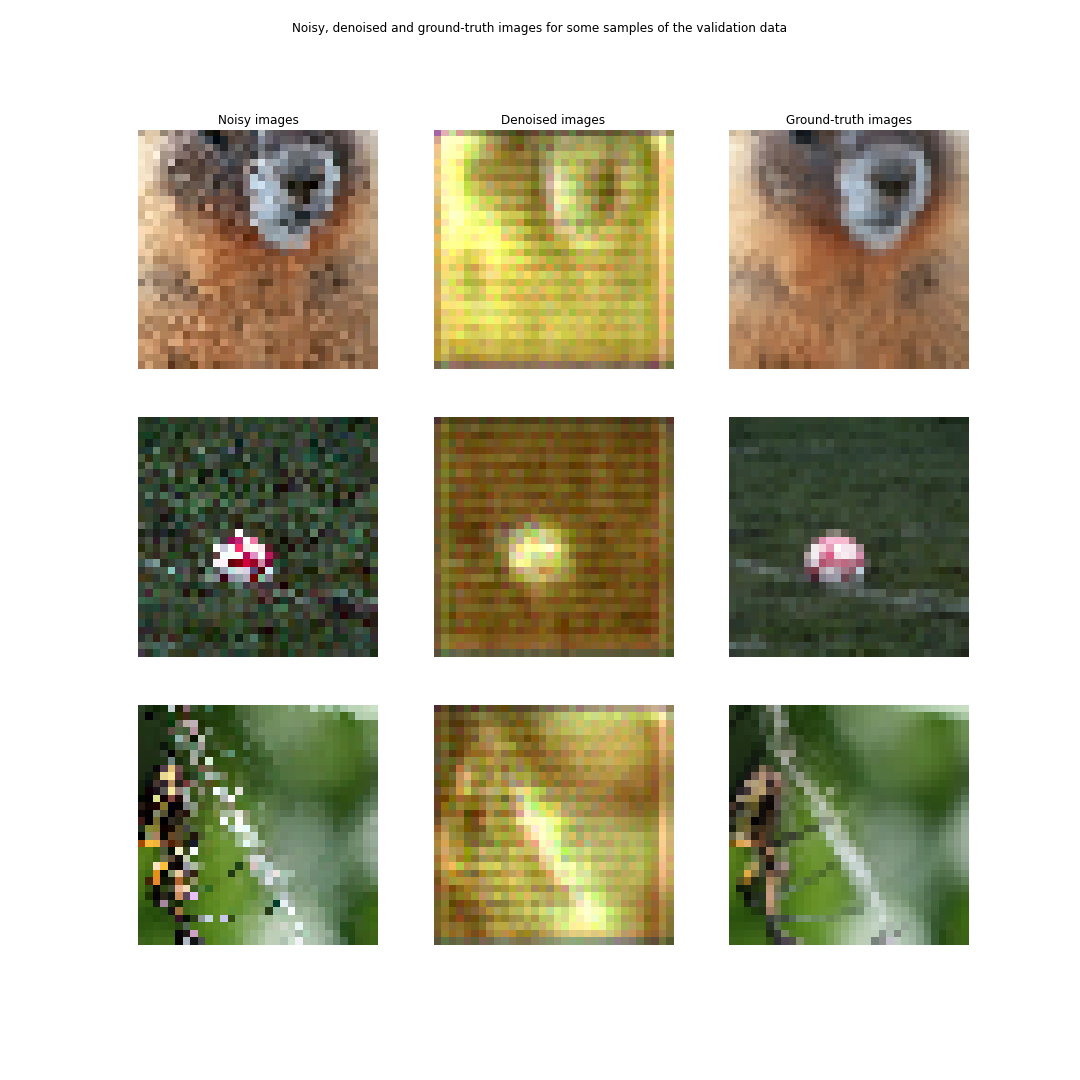 Noisy, denoised and ground-truth images for some samples of the validation data
Noisy images
Denoised images
Ground-truth images